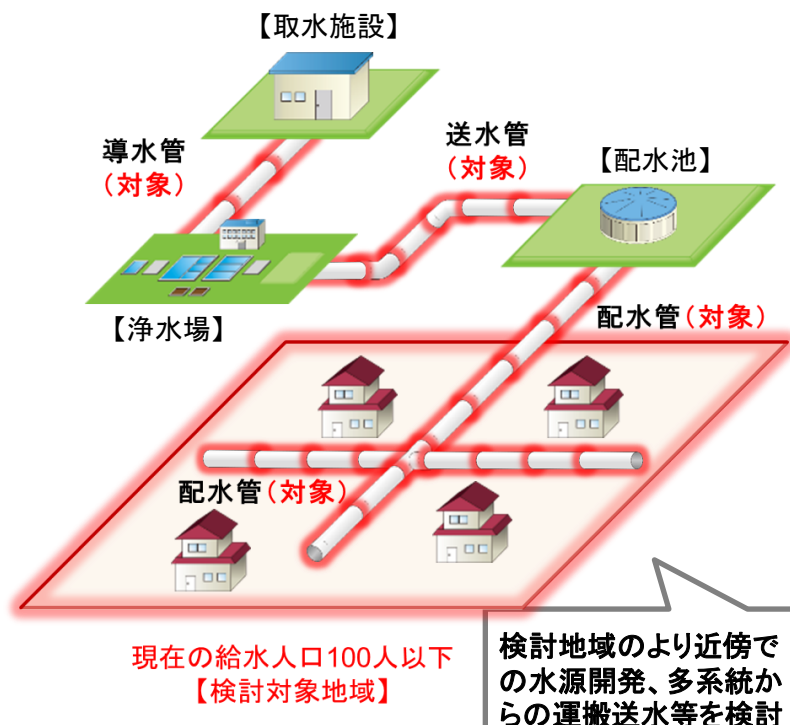 【取水施設】
導水管
（対象）
送水管
（対象）
【配水池】
【浄水場】
配水管（対象）
配水管（対象）
現在の給水人口100人以下
【検討対象地域】
検討地域のより近傍で
の水源開発、多系統か
らの運搬送水等を検討